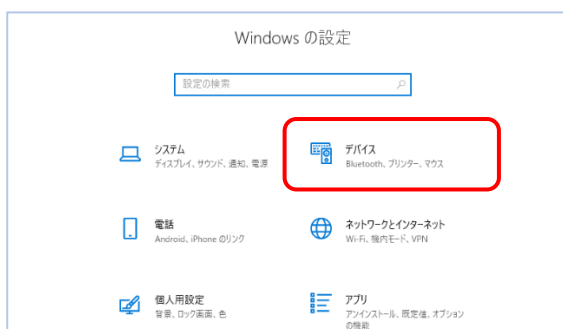 Windows の設定
設定の検索
システム
ディスプレイ、サウンド、通知、電源
デバイス
Bluetooth、プリンター、マウス
電話
Android、iPhone のリンク
ネットワークとインターネット
Wi-Fi、機内モード、VPN
個人用設定
背景、ロック画面、色
アプリ
アンインストール、既定値、オプション
の機能